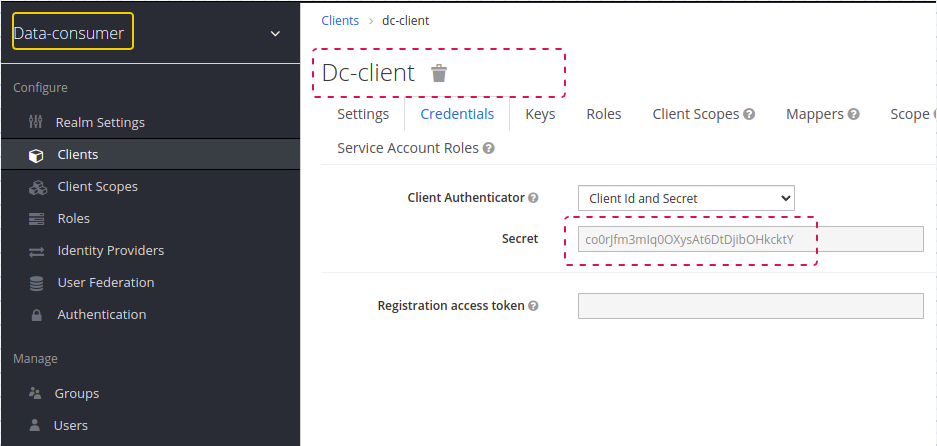 Data-consumer
Configure
Realm Settings
Clients
Client Scopes
Roles
Identity Providers
User Federation
Authentication
Manage
Groups
Users
Clients › dc-client
Dc-client
Settings Credentials Keys Roles Client Scopes Mappers Scope
Service Account Roles
Client Authenticator Client Id and Secret
Secret co0rJfm3mIq0OXysAt6DtDjibOHkcktY
Registration access token